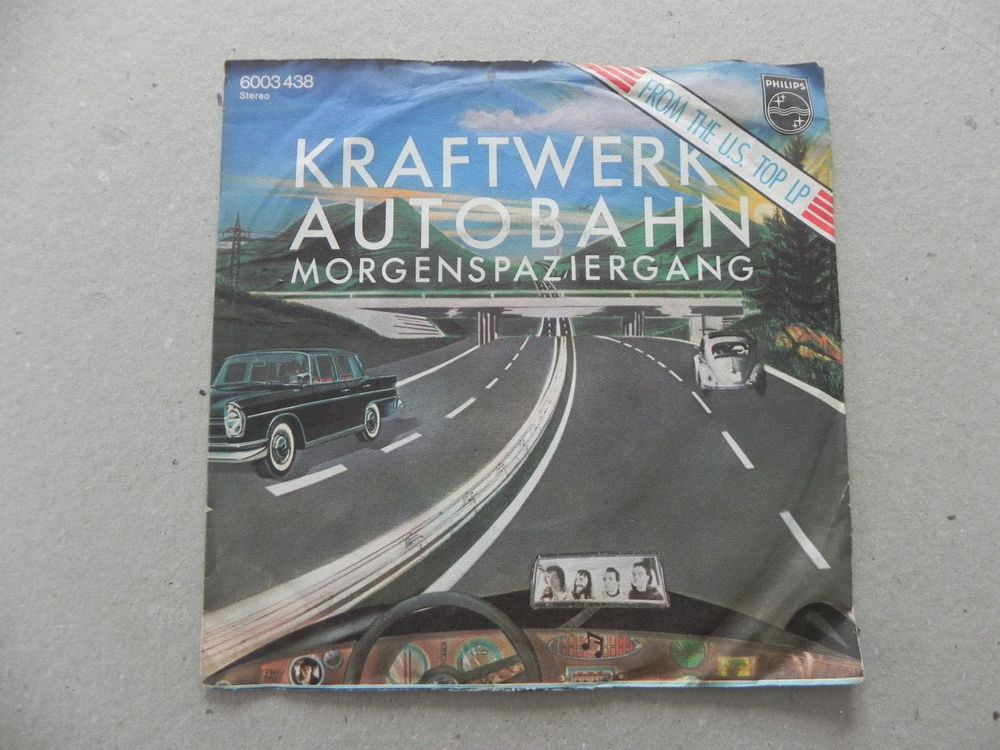 6003 438
Stereo
FROM THE U.S. TOP LP
PHILIPS
KRAFTWERK
AUTOBAHN
MORGENSPAZIERGANG